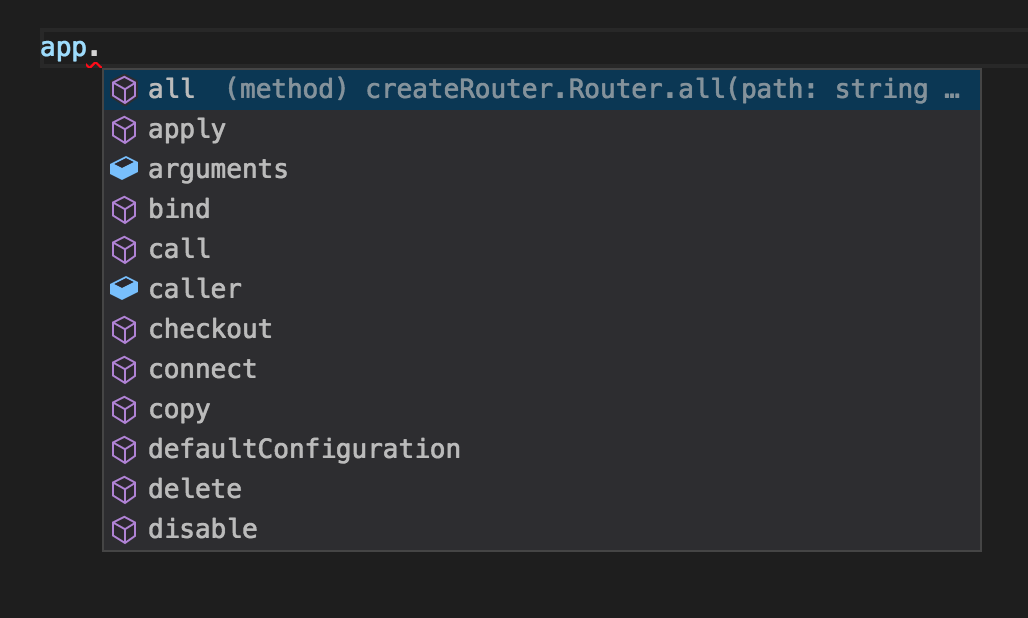 app.
all (method) createRouter.Router.all(path: string …
apply
arguments
bind
call
caller
checkout
connect
copy
defaultConfiguration
delete
disable